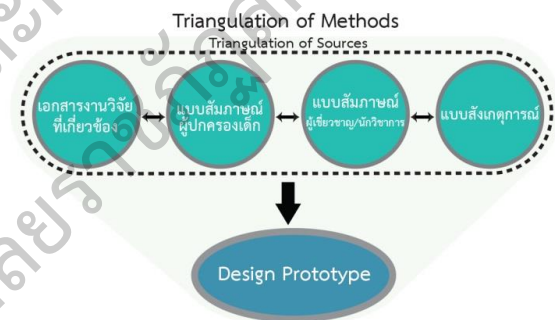 Triangulation of Methods
Triangulation of Sources
เอกสารงานวิจัย
ที่เกี่ยวข้อง
แบบสัมภาษณ์
ผู้ปกครองเด็ก
แบบสัมภาษณ์
ผู้เชี่ยวชาญ/นักวิชาการ
แบบสังเกตุการณ์
Design Prototype